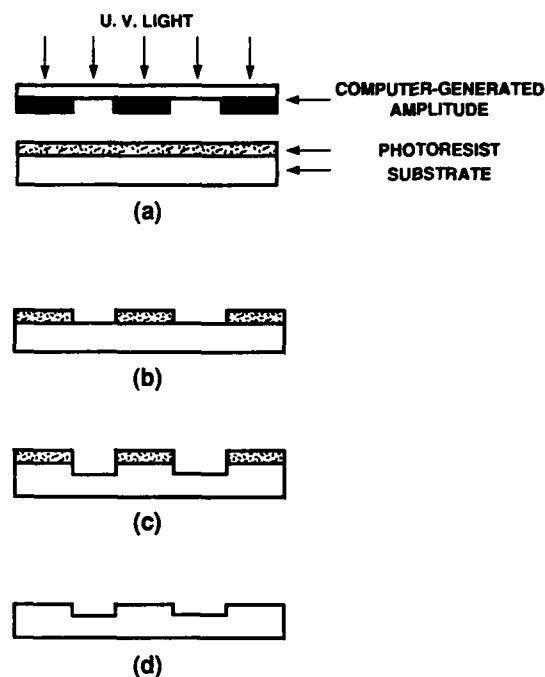 U. V. LIGHT
COMPUTER-GENERATED
AMPLITUDE
PHOTORESIST
SUBSTRATE
(a)
(b)
(c)
(d)